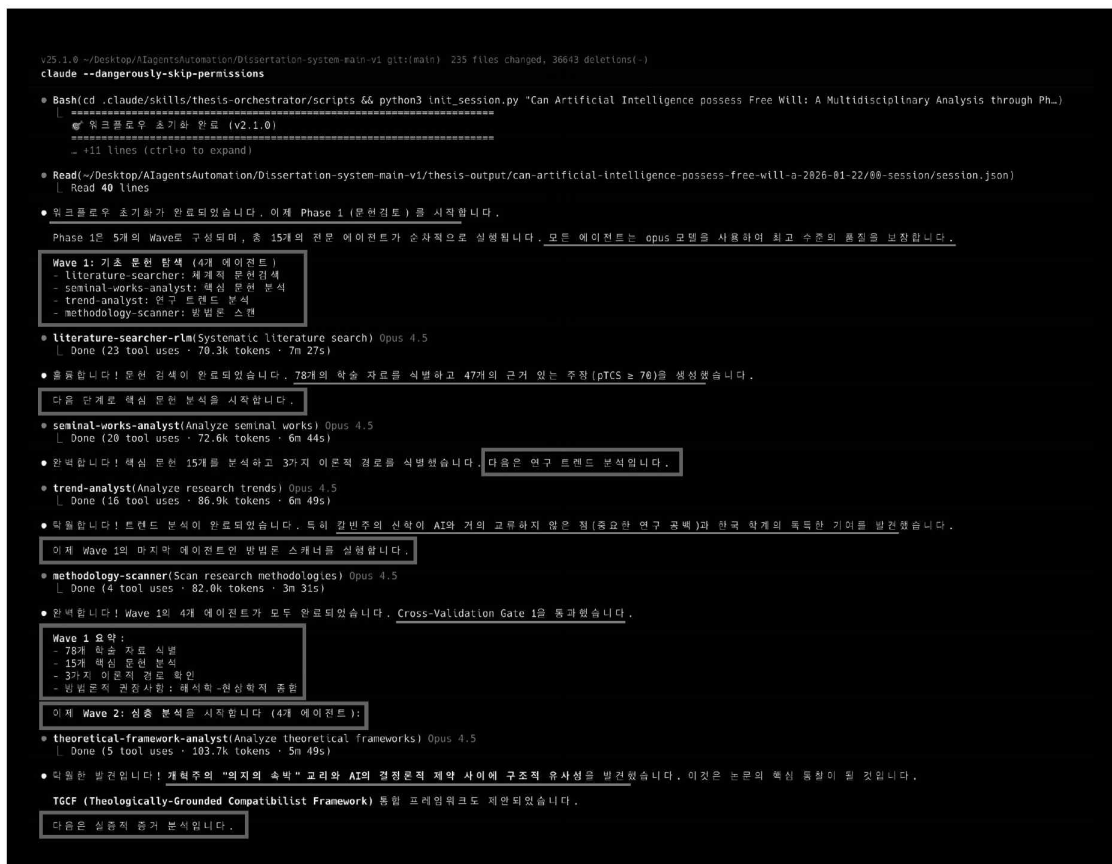 v25.1.0 ~/Desktop/AIagentsAutomation/Dissertation-system-main-v1 git:(main) 235 files changed, 36643 deletions(-)
claude --dangerously-skip-permissions
● Bash(cd .claude/skills/thesis-orchestrator/scripts && python3 init_session.py "Can Artificial Intelligence possess Free Will: A Multidisciplinary Analysis through Ph…)
======================================================================
워크플로우 초기화 완료 (v2.1.0)
======================================================================
… +11 lines (ctrl+o to expand)
● Read(~/Desktop/AIagentsAutomation/Dissertation-system-main-v1/thesis-output/can-artificial-intelligence-possess-free-will-a-2026-01-22/00-session/session.json)
Read 40 lines
● 워크플로우 초기화가 완료되었습니다. 이제 Phase 1 (문헌검토)를 시작합니다.
Phase 1은 5개의 Wave로 구성되며, 총 15개의 전문 에이전트가 순차적으로 실행됩니다. 모든 에이전트는 opus 모델을 사용하여 최고 수준의 품질을 보장합니다.
Wave 1: 기초 문헌 탐색 (4개 에이전트)
- literature-searcher: 체계적 문헌검색
- seminal-works-analyst: 핵심 문헌 분석
- trend-analyst: 연구 트렌드 분석
- methodology-scanner: 방법론 스캔
● literature-searcher-rlm(Systematic literature search) Opus 4.5
Done (23 tool uses · 70.3k tokens · 7m 27s)
● 훌륭합니다! 문헌 검색이 완료되었습니다. 78개의 학술 자료를 식별하고 47개의 근거 있는 주장(pTCS ≥ 70)을 생성했습니다.
다음 단계로 핵심 문헌 분석을 시작합니다.
● seminal-works-analyst(Analyze seminal works) Opus 4.5
Done (20 tool uses · 72.6k tokens · 6m 44s)
● 완벽합니다! 핵심 문헌 15개를 분석하고 3가지 이론적 경로를 식별했습니다. 다음은 연구 트렌드 분석입니다.
● trend-analyst(Analyze research trends) Opus 4.5
Done (16 tool uses · 86.9k tokens · 6m 49s)
● 탁월합니다! 트렌드 분석이 완료되었습니다. 특히 칼빈주의 신학이 AI와 거의 교류하지 않은 점(중요한 연구 공백)과 한국 학계의 독특한 기여를 발견했습니다.
이제 Wave 1의 마지막 에이전트인 방법론 스캐너를 실행합니다.
● methodology-scanner(Scan research methodologies) Opus 4.5
Done (4 tool uses · 82.0k tokens · 3m 31s)
● 완벽합니다! Wave 1의 4개 에이전트가 모두 완료되었습니다. Cross-Validation Gate 1을 통과했습니다.
Wave 1 요약:
- 78개 학술 자료 식별
- 15개 핵심 문헌 분석
- 3가지 이론적 경로 확인
- 방법론적 권장사항: 해석학-현상학적 종합
이제 Wave 2: 심층 분석을 시작합니다 (4개 에이전트):
● theoretical-framework-analyst(Analyze theoretical frameworks) Opus 4.5
Done (5 tool uses · 103.7k tokens · 5m 49s)
● 탁월한 발견입니다! 개혁주의 "의지의 속박" 교리와 AI의 결정론적 제약 사이에 구조적 유사성을 발견했습니다. 이것은 논문의 핵심 통찰이 될 것입니다.
TGCF (Theologically-Grounded Compatibilist Framework) 통합 프레임워크도 제안되었습니다.
다음은 실증적 증거 분석입니다.